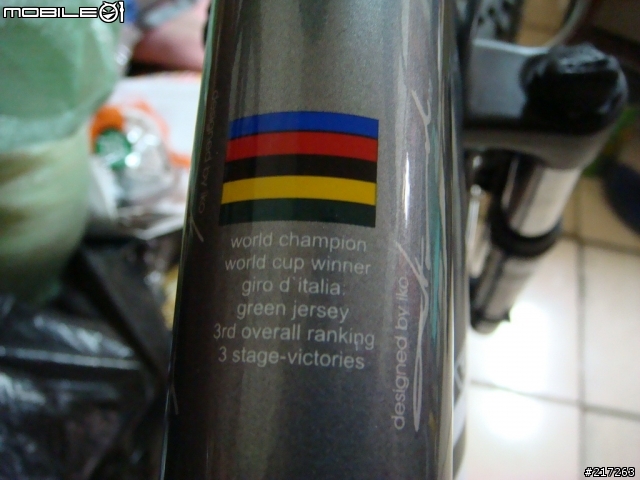 MOBILE01
world champion
world cup winner
giro d`italia
green jersey
3rd overall ranking
3 stage-victories
designed by iko
#217263